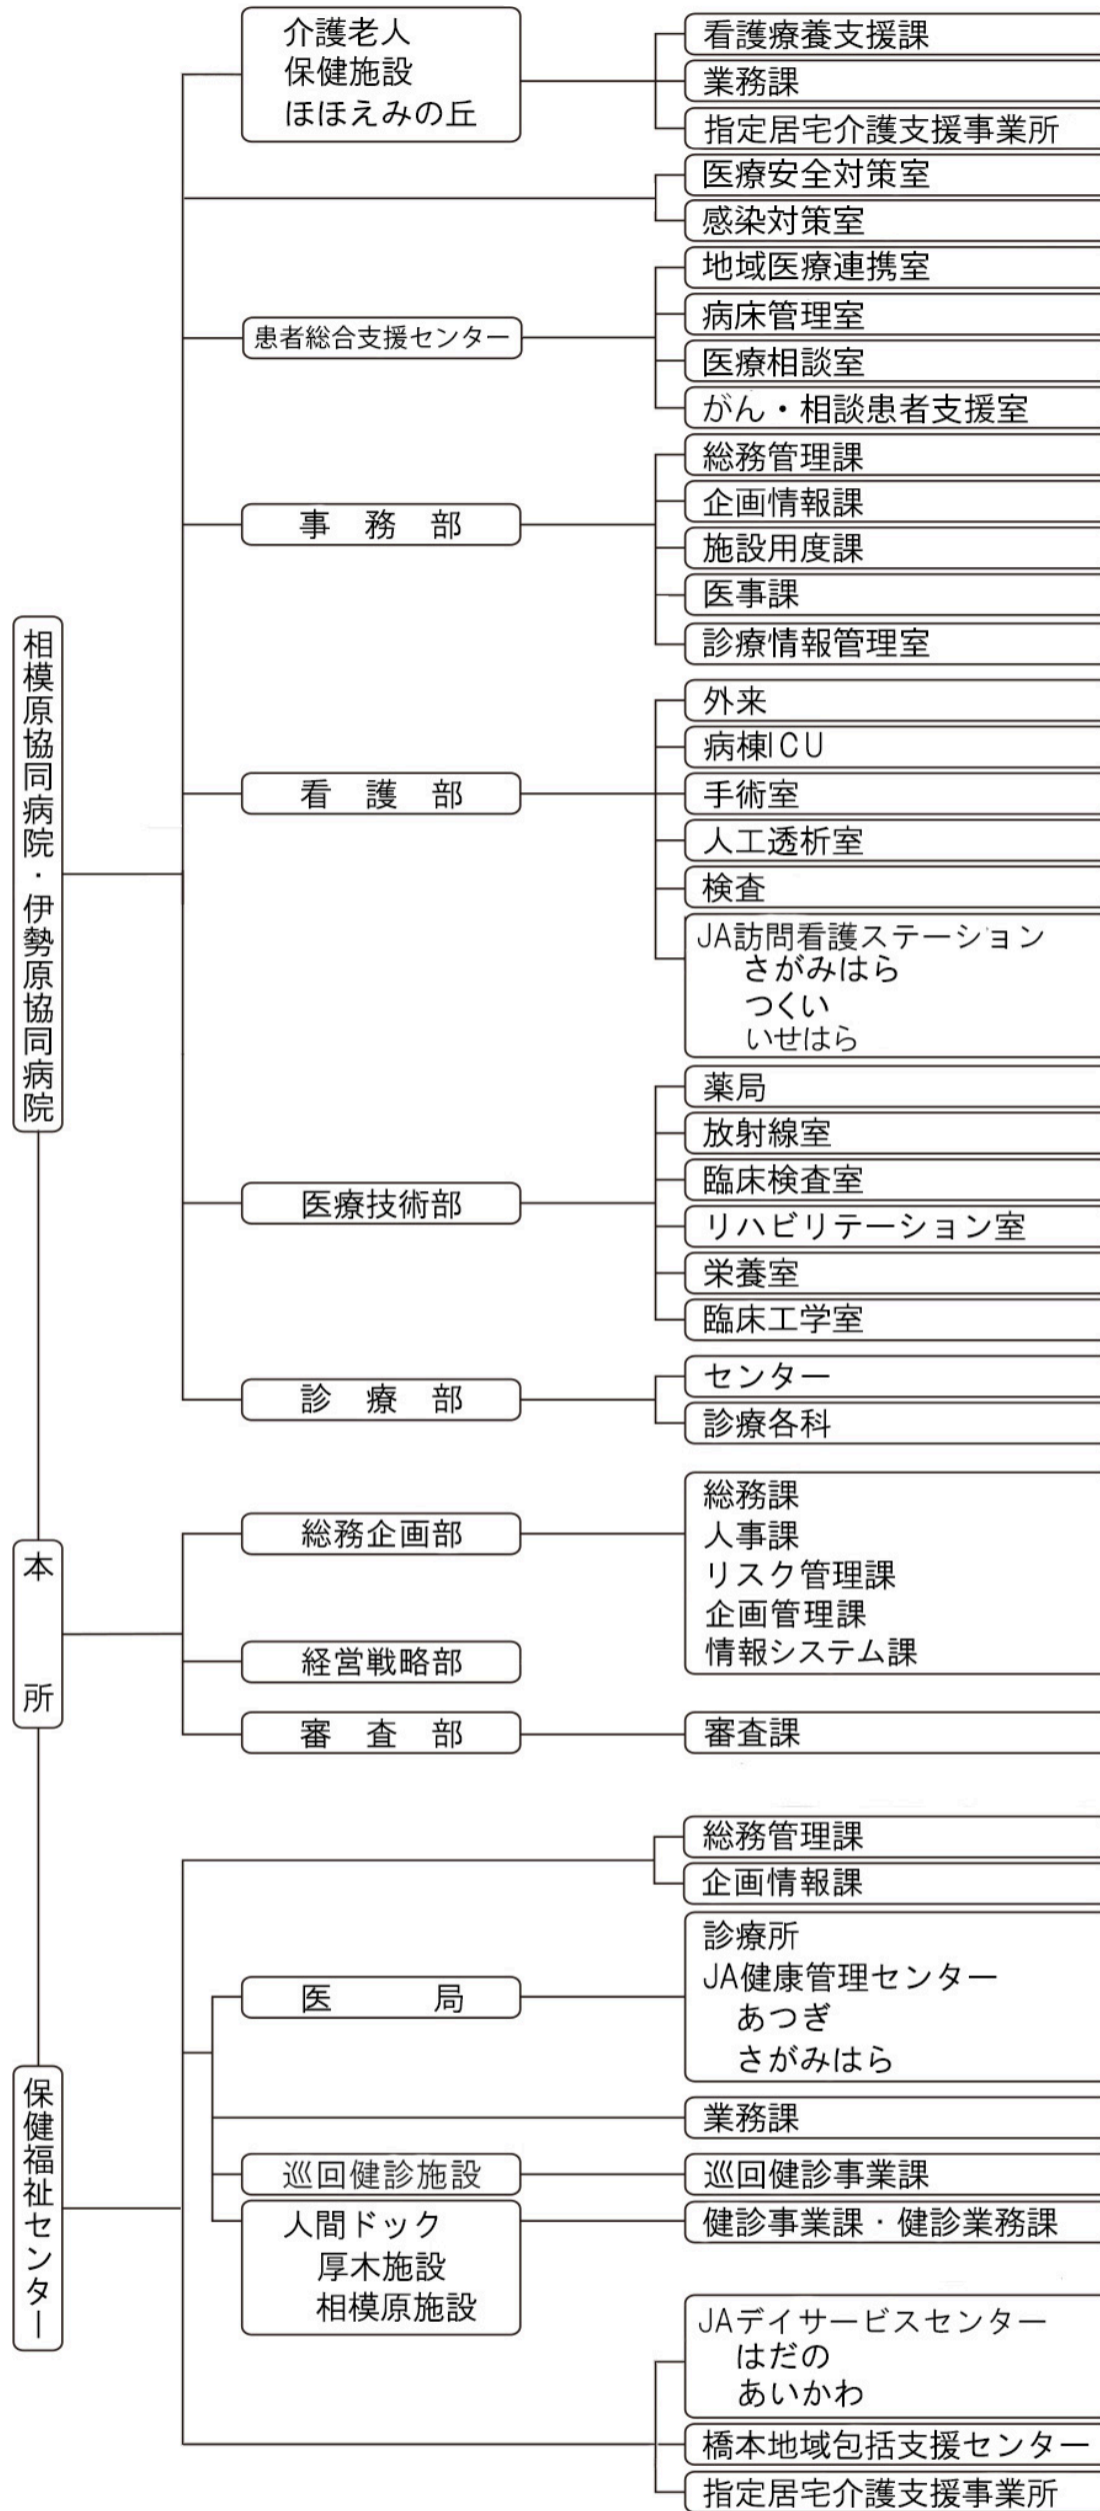 介護老人
保健施設
ほほえみの丘
看護療養支援課
業務課
指定居宅介護支援事業所
医療安全対策室
感染対策室
患者総合支援センター
地域医療連携室
病床管理室
医療相談室
がん・相談患者支援室
事務部
総務管理課
企画情報課
施設用度課
医事課
診療情報管理室
相模原協同病院・伊勢原協同病院
看護部
外来
病棟ICU
手術室
人工透析室
検査
JA訪問看護ステーション
さがみはら
つくい
いせはら
医療技術部
薬局
放射線室
臨床検査室
リハビリテーション室
栄養室
臨床工学室
診療部
センター
診療各科
本所
総務企画部
総務課
人事課
リスク管理課
企画管理課
情報システム課
経営戦略部
審査部
審査課
保健福祉センター
総務管理課
企画情報課
医局
診療所
JA健康管理センター
あつぎ
さがみはら
業務課
巡回健診施設
巡回健診事業課
人間ドック
厚木施設
相模原施設
健診事業課・健診業務課
JAデイサービスセンター
はだの
あいかわ
橋本地域包括支援センター
指定居宅介護支援事業所